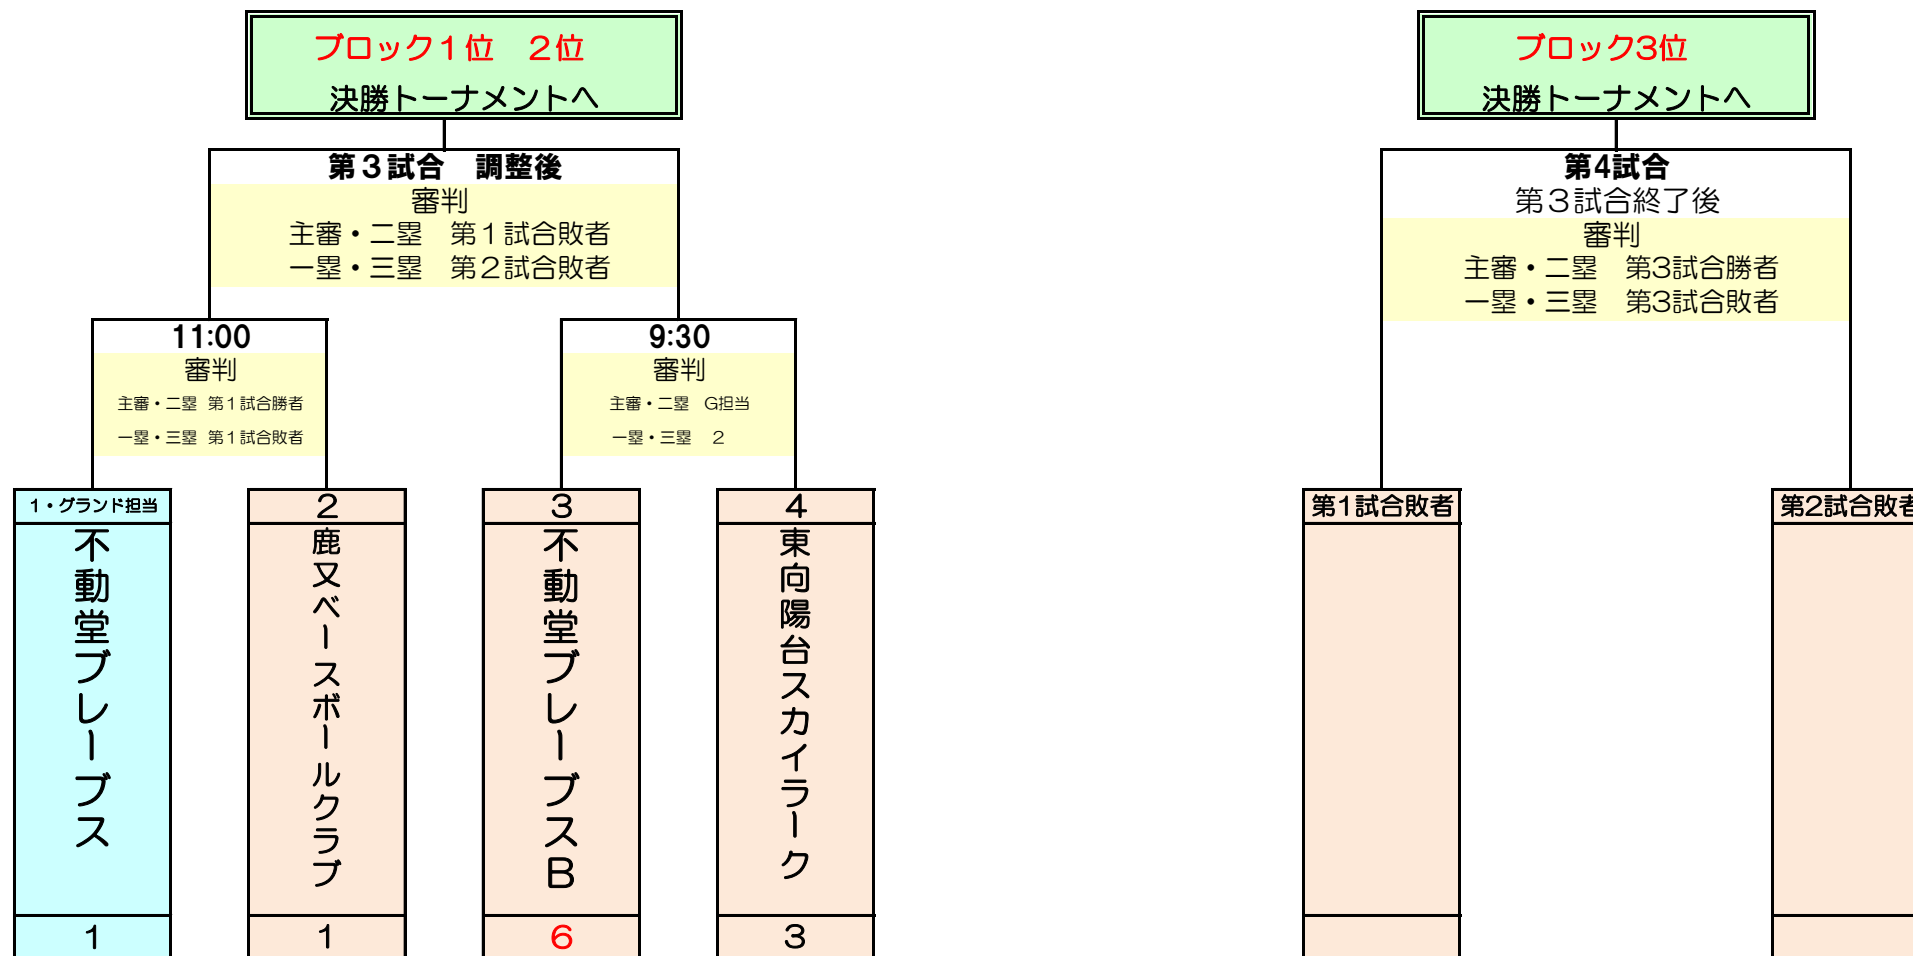 ブロック１位　２位
決勝トーナメントへ
第３試合　調整後
審判
主審・二塁　第１試合敗者
一塁・三塁　第２試合敗者
11:00
審判
主審・二塁 第１試合勝者
一塁・三塁 第１試合敗者
9:30
審判
主審・二塁　G担当
一塁・三塁　２
1・グランド担当
不動堂ブレーブス
1
2
鹿又ベースボールクラブ
1
3
不動堂ブレーブスB
6
4
東向陽台スカイラーク
3
ブロック3位
決勝トーナメントへ
第4試合
第３試合終了後
審判
主審・二塁　第3試合勝者
一塁・三塁　第3試合敗者
第1試合敗者
第2試合敗者